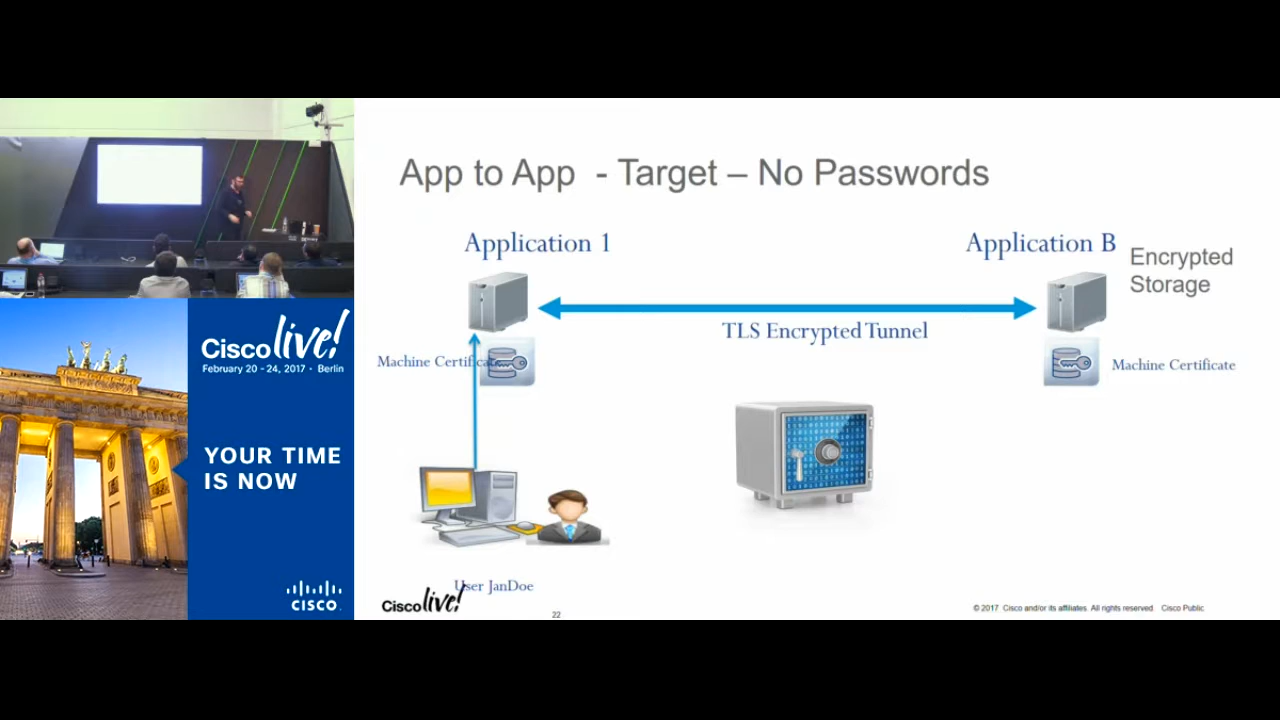 App to App - Target – No Passwords
Application 1
Application B
Encrypted
Storage
TLS Encrypted Tunnel
Machine Certificate
Machine Certificate
User JanDoe
Cisco live!
22
© 2017 Cisco and/or its affiliates. All rights reserved. Cisco Public
Cisco live!
February 20 - 24, 2017 · Berlin
YOUR TIME
IS NOW
CISCO